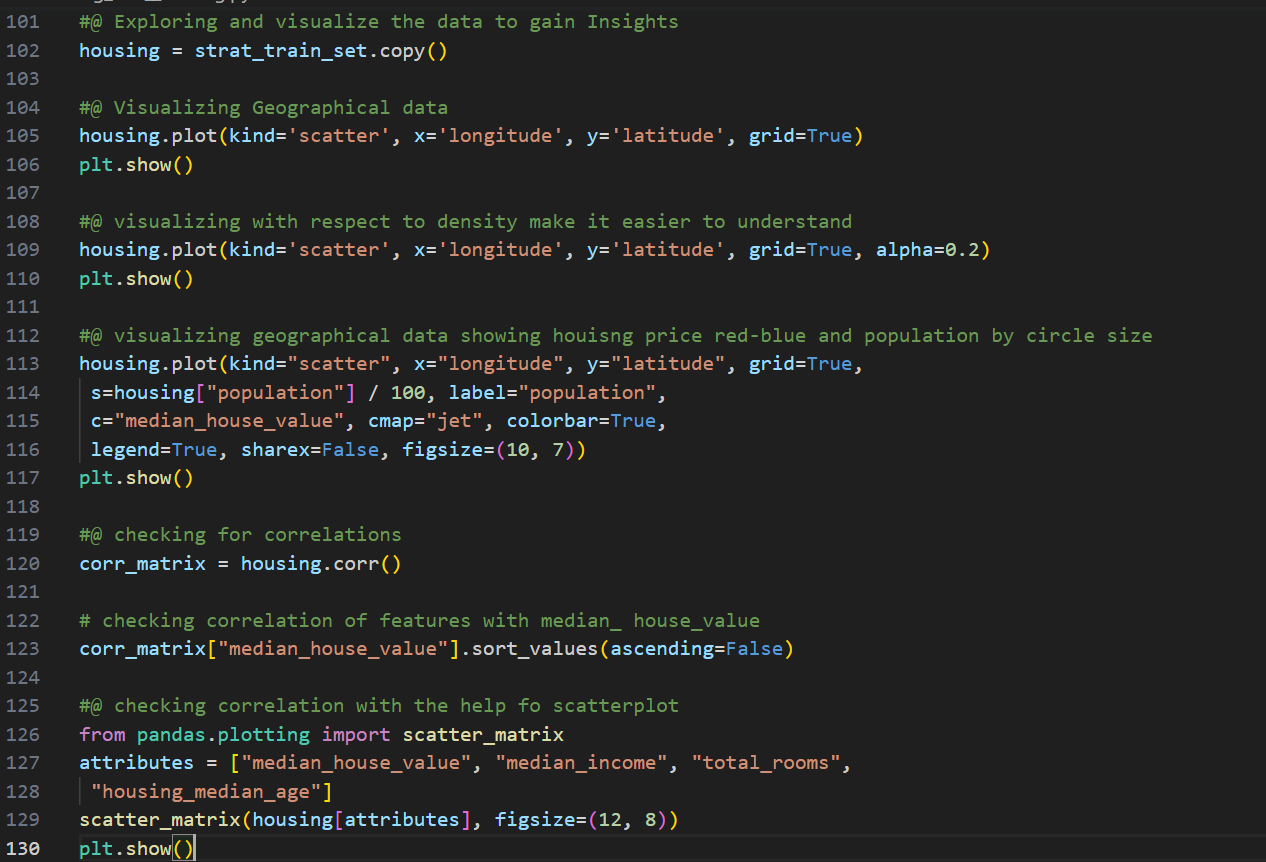 101 #@ Exploring and visualize the data to gain Insights
102 housing = strat_train_set.copy()
103
104 #@ Visualizing Geographical data
105 housing.plot(kind='scatter', x='longitude', y='latitude', grid=True)
106 plt.show()
107
108 #@ visualizing with respect to density make it easier to understand
109 housing.plot(kind='scatter', x='longitude', y='latitude', grid=True, alpha=0.2)
110 plt.show()
111
112 #@ visualizing geographical data showing houisng price red-blue and population by circle size
113 housing.plot(kind="scatter", x="longitude", y="latitude", grid=True,
114 s=housing["population"] / 100, label="population",
115 c="median_house_value", cmap="jet", colorbar=True,
116 legend=True, sharex=False, figsize=(10, 7))
117 plt.show()
118
119 #@ checking for correlations
120 corr_matrix = housing.corr()
121
122 # checking correlation of features with median_ house_value
123 corr_matrix["median_house_value"].sort_values(ascending=False)
124
125 #@ checking correlation with the help fo scatterplot
126 from pandas.plotting import scatter_matrix
127 attributes = ["median_house_value", "median_income", "total_rooms",
128 "housing_median_age"]
129 scatter_matrix(housing[attributes], figsize=(12, 8))
130 plt.show()